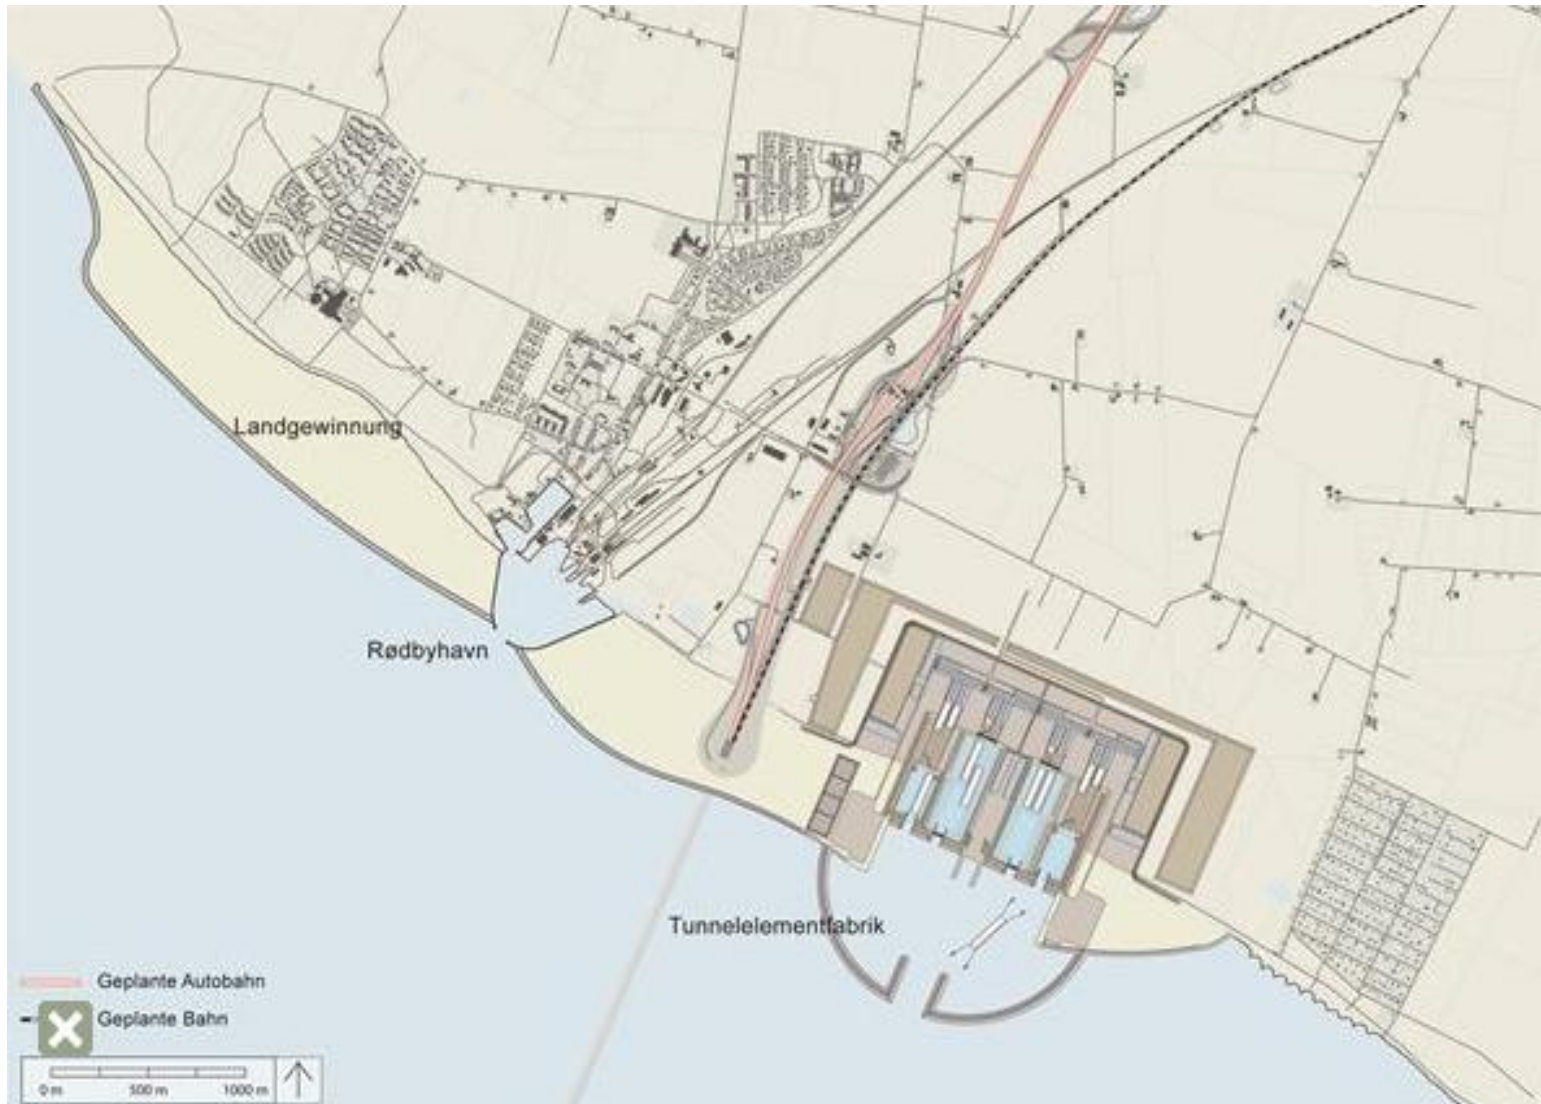 Landgewinnung
Rødbyhavn
Tunnelelementfabrik
Geplante Autobahn
Geplante Bahn
0 m 500 m 1000 m